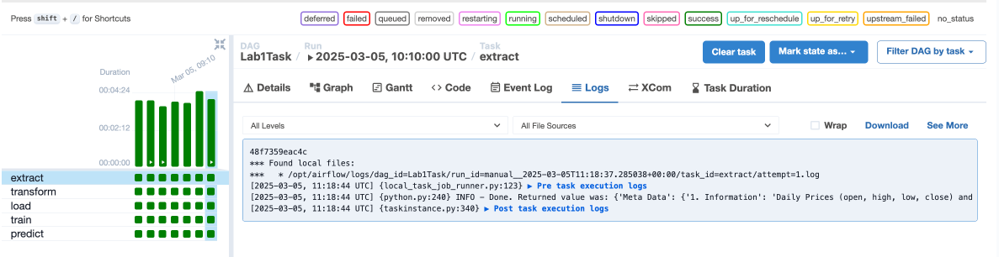 Press shift + / for Shortcuts
deferred failed queued removed restarting running scheduled shutdown skipped success up_for_reschedule up_for_retry upstream_failed no_status
DAG Run Task
Lab1Task / ▸ 2025-03-05, 10:10:00 UTC / extract
Clear task Mark state as... Filter DAG by task
Mar 05, 09:10
Duration
00:04:24
00:02:12
00:00:00
extract
transform
load
train
predict
Details Graph Gantt <> Code Event Log Logs XCom Task Duration
All Levels All File Sources Wrap Download See More
48f7359eac4c
*** Found local files:
***   * /opt/airflow/logs/dag_id=Lab1Task/run_id=manual__2025-03-05T11:18:37.285038+00:00/task_id=extract/attempt=1.log
[2025-03-05, 11:18:44 UTC] {local_task_job_runner.py:123} ▶ Pre task execution logs
[2025-03-05, 11:18:44 UTC] {python.py:240} INFO - Done. Returned value was: {'Meta Data': {'1. Information': 'Daily Prices (open, high, low, close) and
[2025-03-05, 11:18:44 UTC] {taskinstance.py:340} ▶ Post task execution logs